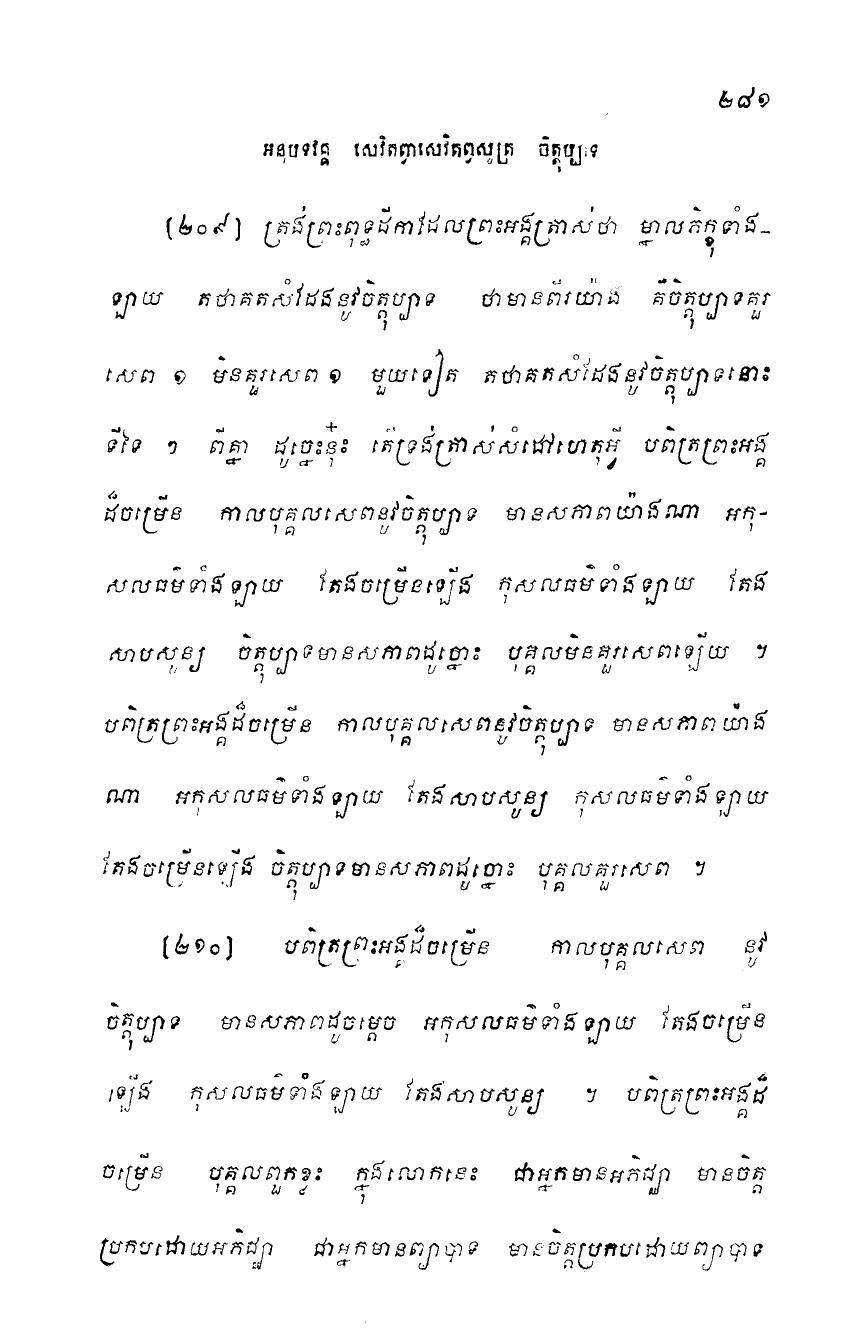 ២៨១
អនុបទវគ្គ សេវិតព្វាសេវិតព្វសូត្រ ចិត្តុប្បាទ
[២០៩] ត្រង់ព្រះពុទ្ធដីកាដែលព្រះអង្គត្រាស់ថា ម្នាលភិក្ខុទាំង-
ឡាយ តថាគតសំដែងនូវចិត្តុប្បាទ ថាមានពីរយ៉ាង គឺចិត្តុប្បាទគួរ
សេព ១ មិនគួរសេព ១ មួយទៀត តថាគតសំដែងនូវចិត្តុប្បាទនោះ
ទីទៃ ៗ ពីគ្នា ដូច្នេះនុ៎ះ តើទ្រង់ត្រាស់សំដៅហេតុអ្វី បពិត្រព្រះអង្គ
ដ៏ចម្រើន កាលបុគ្គលសេពនូវចិត្តុប្បាទ មានសភាពយ៉ាងណា អកុ-
សលធម៌ទាំងឡាយ តែងចម្រើនឡើង កុសលធម៌ទាំងឡាយ តែង
សាបសូន្យ ចិត្តុប្បាទមានសភាពដូច្នោះ បុគ្គលមិនគួរសេពឡើយ ។
បពិត្រព្រះអង្គដ៏ចម្រើន កាលបុគ្គលសេពនូវចិត្តុប្បាទ មានសភាពយ៉ាង
ណា អកុសលធម៌ទាំងឡាយ តែងសាបសូន្យ កុសលធម៌ទាំងឡាយ
តែងចម្រើនឡើង ចិត្តុប្បាទមានសភាពដូច្នោះ បុគ្គលគួរសេព ។
[២១០] បពិត្រព្រះអង្គដ៏ចម្រើន កាលបុគ្គលសេព នូវ
ចិត្តុប្បាទ មានសភាពដូចម្តេច អកុសលធម៌ទាំងឡាយ តែងចម្រើន
ឡើង កុសលធម៌ទាំងឡាយ តែងសាបសូន្យ ។ បពិត្រព្រះអង្គដ៏
ចម្រើន បុគ្គលពួកខ្លះ ក្នុងលោកនេះ ជាអ្នកមានអភិជ្ឈា មានចិត្ត
ប្រកបដោយអភិជ្ឈា ជាអ្នកមានព្យាបាទ មានចិត្តប្រកបដោយព្យាបាទ